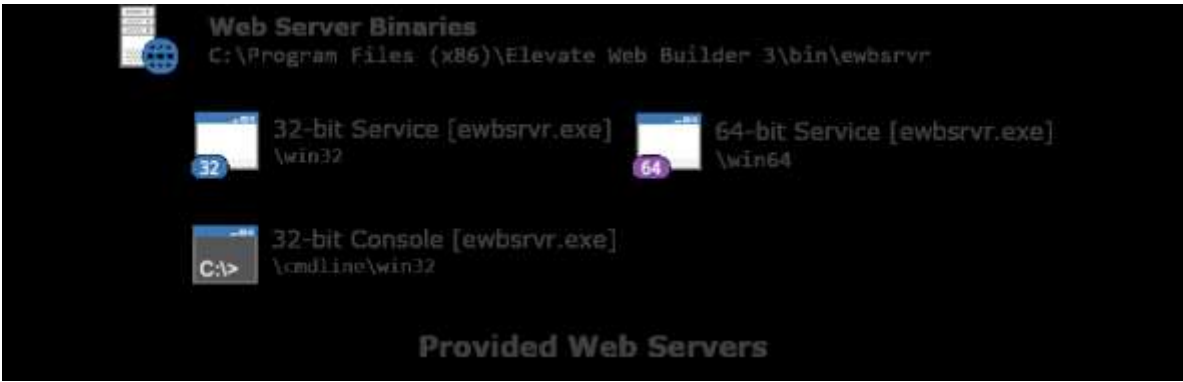 Web Server Binaries
C:\Program Files (x86)\Elevate Web Builder 3\bin\ewbsrvr
32-bit Service [ewbsrvr.exe]
\win32
32
64-bit Service [ewbsrvr.exe]
\win64
64
32-bit Console [ewbsrvr.exe]
\cmdline\win32
C:\>
Provided Web Servers